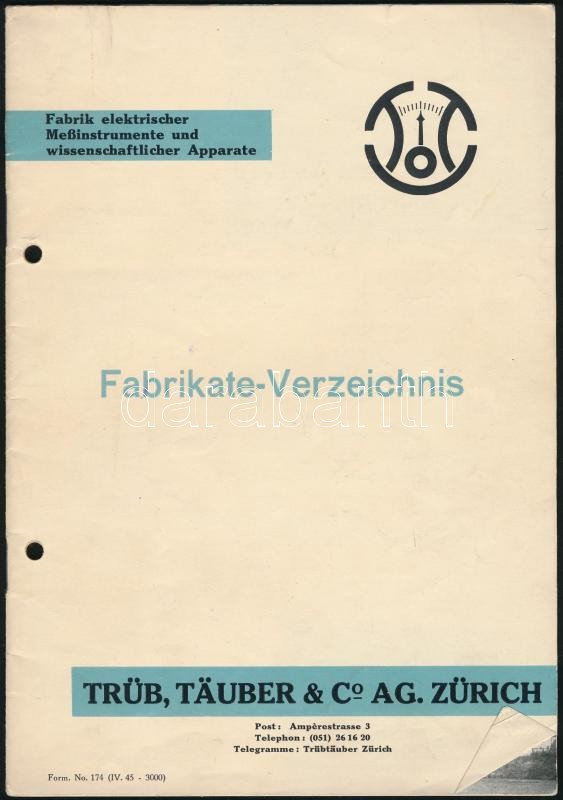 Fabrik elektrischer
Meßinstrumente und
wissenschaftlicher Apparate
Fabrikate-Verzeichnis
darabanth
TRÜB, TÄUBER & Cº AG. ZÜRICH
Post: Ampèrestrasse 3
Telephon: (051) 26 16 20
Telegramme: Trübtäuber Zürich
Form. No. 174 (IV. 45 - 3000)